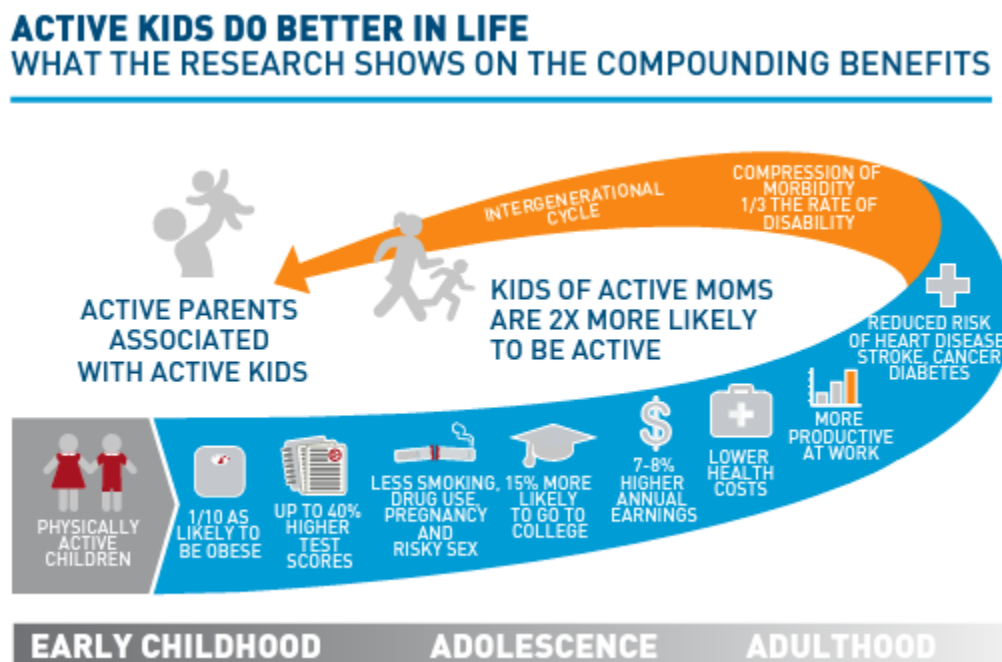 ACTIVE KIDS DO BETTER IN LIFE
WHAT THE RESEARCH SHOWS ON THE COMPOUNDING BENEFITS
COMPRESSION OF
MORBIDITY
1/3 THE RATE OF
DISABILITY
INTERGENERATIONAL
CYCLE
ACTIVE PARENTS
ASSOCIATED
WITH ACTIVE KIDS
KIDS OF ACTIVE MOMS
ARE 2X MORE LIKELY
TO BE ACTIVE
PHYSICALLY
ACTIVE
CHILDREN
1/10 AS
LIKELY TO
BE OBESE
UP TO 40%
HIGHER
TEST
SCORES
LESS SMOKING,
DRUG USE,
PREGNANCY
AND
RISKY SEX
15% MORE
LIKELY
TO GO TO
COLLEGE
$
7-8%
HIGHER
ANNUAL
EARNINGS
LOWER
HEALTH
COSTS
MORE
PRODUCTIVE
AT WORK
REDUCED RISK
OF HEART DISEASE
STROKE, CANCER
DIABETES
EARLY CHILDHOOD
ADOLESCENCE
ADULTHOOD